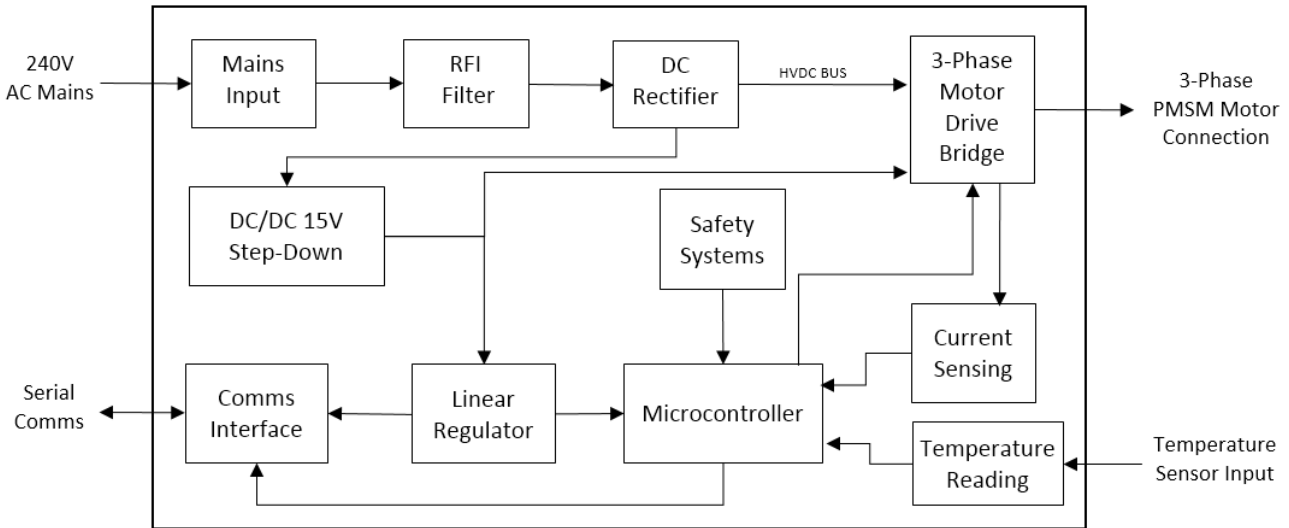 240V
AC Mains
Mains
Input
RFI
Filter
DC
Rectifier
HVDC BUS
3-Phase
Motor
Drive
Bridge
3-Phase
PMSM Motor
Connection
DC/DC 15V
Step-Down
Safety
Systems
Current
Sensing
Serial
Comms
Comms
Interface
Linear
Regulator
Microcontroller
Temperature
Reading
Temperature
Sensor Input